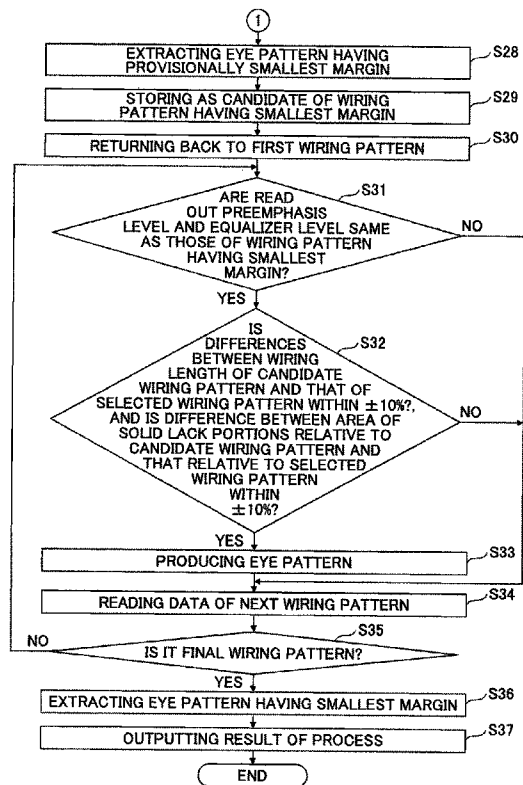 1
EXTRACTING EYE PATTERN HAVING
PROVISIONALLY SMALLEST MARGIN
S28
STORING AS CANDIDATE OF WIRING
PATTERN HAVING SMALLEST MARGIN
S29
RETURNING BACK TO FIRST WIRING PATTERN
S30
S31
ARE READ
OUT PREEMPHASIS
LEVEL AND EQUALIZER LEVEL SAME
AS THOSE OF WIRING PATTERN
HAVING SMALLEST
MARGIN?
NO
YES
S32
IS
DIFFERENCES
BETWEEN WIRING
LENGTH OF CANDIDATE
WIRING PATTERN AND THAT OF
SELECTED WIRING PATTERN WITHIN ±10%?,
AND IS DIFFERENCE BETWEEN AREA OF
SOLID LACK PORTIONS RELATIVE TO
CANDIDATE WIRING PATTERN AND
THAT RELATIVE TO SELECTED
WIRING PATTERN
WITHIN
±10%?
NO
YES
S33
PRODUCING EYE PATTERN
S34
READING DATA OF NEXT WIRING PATTERN
S35
NO
IS IT FINAL WIRING PATTERN?
YES
S36
EXTRACTING EYE PATTERN HAVING SMALLEST MARGIN
S37
OUTPUTTING RESULT OF PROCESS
END